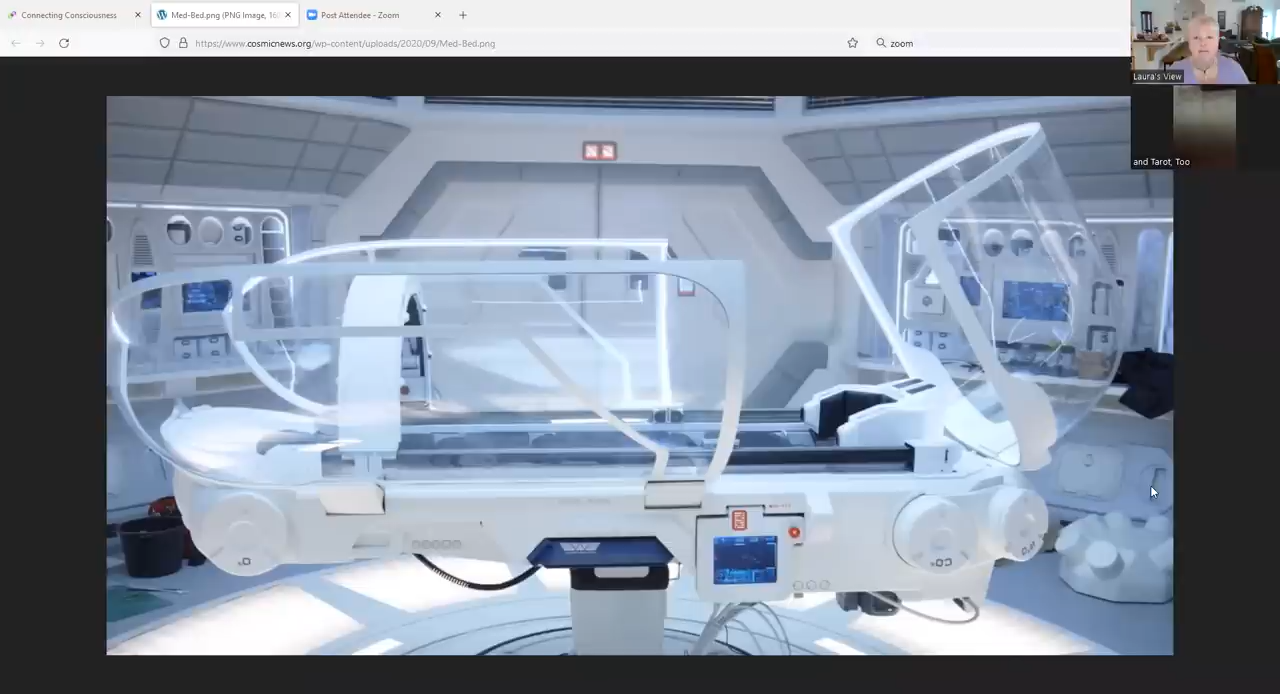 Connecting Consciousness
Med-Bed.png (PNG Image, 16
Post Attendee - Zoom
https://www.cosmicnews.org/wp-content/uploads/2020/09/Med-Bed.png
zoom
Laura's View
and Tarot, Too